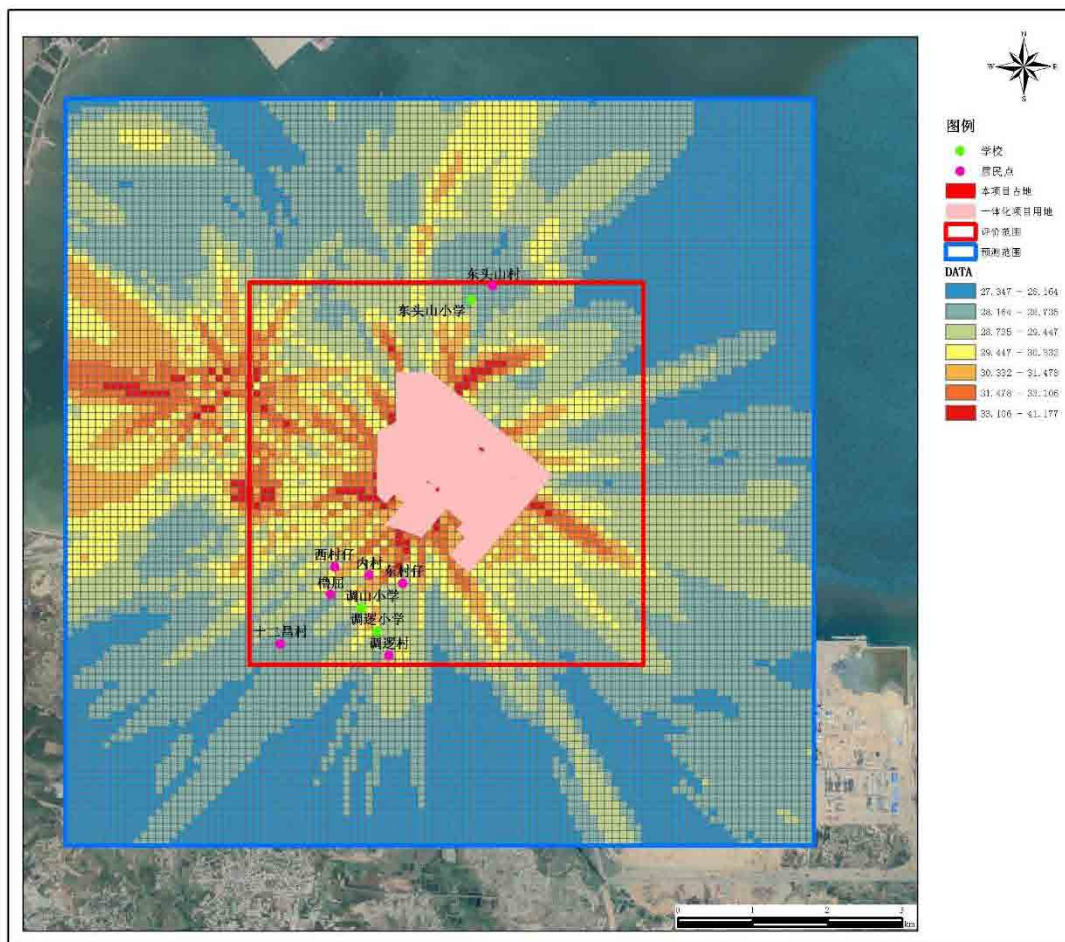 N
W
E
S
图例
学校
居民点
本项目占地
一体化项目用地
评价范围
预测范围
DATA
27.347 - 28.164
28.164 - 28.735
28.735 - 29.447
29.447 - 30.332
30.332 - 31.478
31.478 - 33.106
33.106 - 41.177
东头山村
东头山小学
西村仔
内村
东村仔
槽屈
调山小学
调逻小学
十二昌村
调逻村
0
1
2
3
km